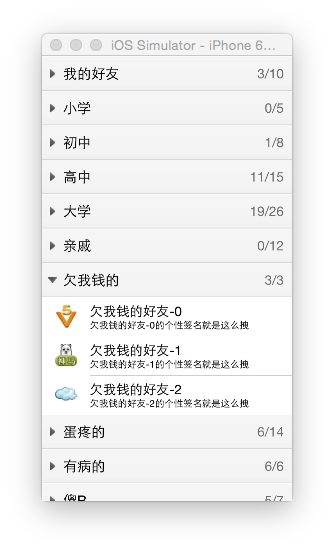 iOS Simulator - iPhone 6...
我的好友 3/10
小学 0/5
初中 1/8
高中 11/15
大学 19/26
亲戚 0/12
欠我钱的 3/3
欠我钱的好友-0
欠我钱的好友-0的个性签名就是这么拽
欠我钱的好友-1
欠我钱的好友-1的个性签名就是这么拽
欠我钱的好友-2
欠我钱的好友-2的个性签名就是这么拽
蛋疼的 6/14
有病的 6/6
傻B 5/7